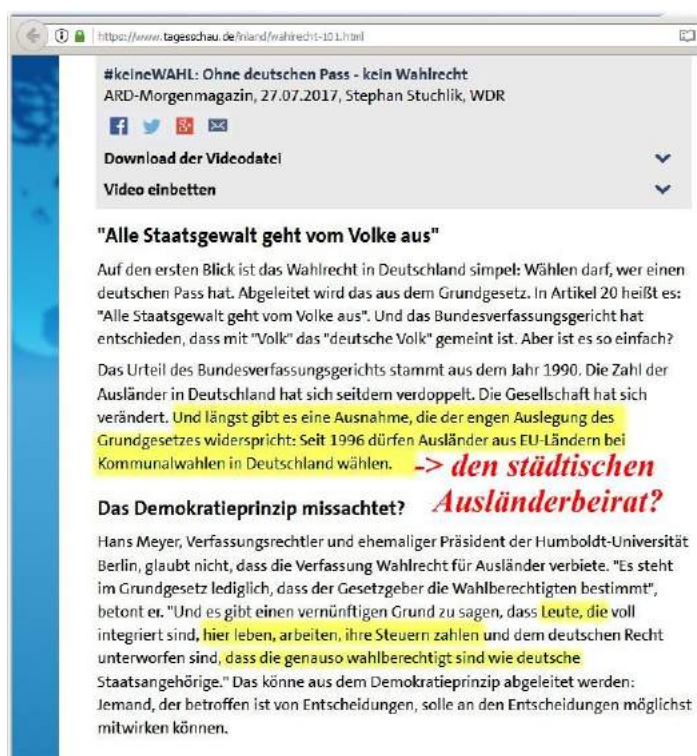 https://www.tagesschau.de/inland/wahlrecht-101.html
#keineWAHL: Ohne deutschen Pass - kein Wahlrecht
ARD-Morgenmagazin, 27.07.2017, Stephan Stuchlik, WDR
Download der Videodatei
Video einbetten
"Alle Staatsgewalt geht vom Volke aus"
Auf den ersten Blick ist das Wahlrecht in Deutschland simpel: Wählen darf, wer einen
deutschen Pass hat. Abgeleitet wird das aus dem Grundgesetz. In Artikel 20 heißt es:
"Alle Staatsgewalt geht vom Volke aus". Und das Bundesverfassungsgericht hat
entschieden, dass mit "Volk" das "deutsche Volk" gemeint ist. Aber ist es so einfach?
Das Urteil des Bundesverfassungsgerichts stammt aus dem Jahr 1990. Die Zahl der
Ausländer in Deutschland hat sich seitdem verdoppelt. Die Gesellschaft hat sich
verändert. Und längst gibt es eine Ausnahme, die der engen Auslegung des
Grundgesetzes widerspricht: Seit 1996 dürfen Ausländer aus EU-Ländern bei
Kommunalwahlen in Deutschland wählen.
-> den städtischen
Ausländerbeirat?
Das Demokratieprinzip missachtet?
Hans Meyer, Verfassungsrechtler und ehemaliger Präsident der Humboldt-Universität
Berlin, glaubt nicht, dass die Verfassung Wahlrecht für Ausländer verbiete. "Es steht
im Grundgesetz lediglich, dass der Gesetzgeber die Wahlberechtigten bestimmt",
betont er. "Und es gibt einen vernünftigen Grund zu sagen, dass Leute, die voll
integriert sind, hier leben, arbeiten, ihre Steuern zahlen und dem deutschen Recht
unterworfen sind, dass die genauso wahlberechtigt sind wie deutsche
Staatsangehörige." Das könne aus dem Demokratieprinzip abgeleitet werden:
Jemand, der betroffen ist von Entscheidungen, solle an den Entscheidungen möglichst
mitwirken können.